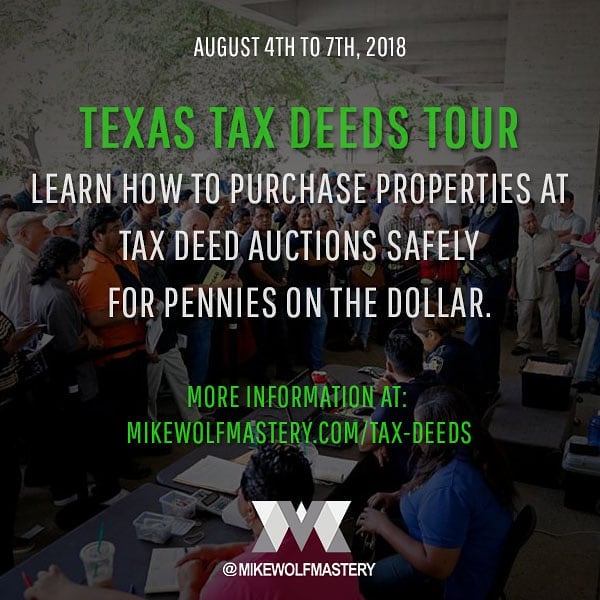 AUGUST 4TH TO 7TH, 2018
TEXAS TAX DEEDS TOUR
LEARN HOW TO PURCHASE PROPERTIES AT
TAX DEED AUCTIONS SAFELY
FOR PENNIES ON THE DOLLAR.
MORE INFORMATION AT:
MIKEWOLFMASTERY.COM/TAX-DEEDS
@MIKEWOLFMASTERY